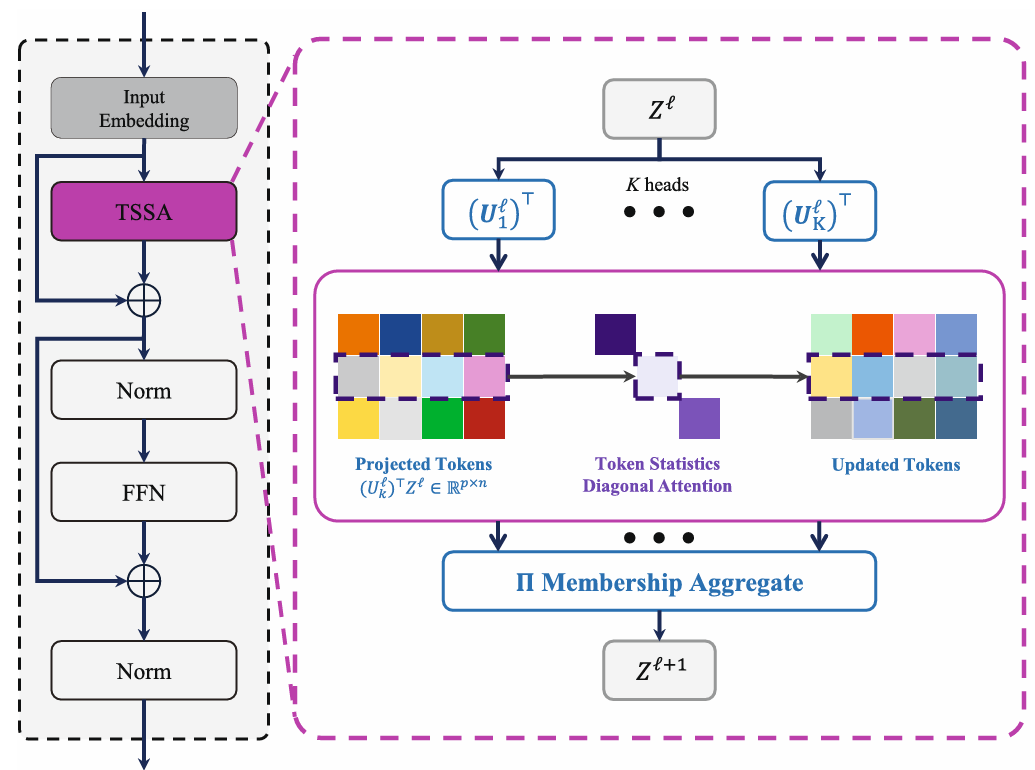 Input
Embedding
TSSA
Norm
FFN
Norm
Z^ℓ
K heads
(U_1^ℓ)^⊤
(U_K^ℓ)^⊤
Projected Tokens
(U_k^ℓ)^⊤ Z^ℓ ∈ ℝ^{p×n}
Token Statistics
Diagonal Attention
Updated Tokens
Π Membership Aggregate
Z^{ℓ+1}